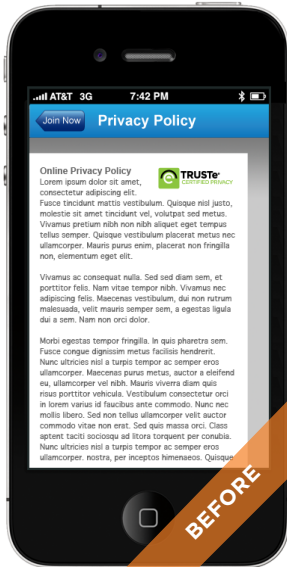 AT&T 3G 7:42 PM
Join Now Privacy Policy
Online Privacy Policy
TRUSTe
CERTIFIED PRIVACY
Lorem ipsum dolor sit amet,
consectetur adipiscing elit.
Fusce tincidunt mattis vestibulum. Quisque nisl justo,
molestie sit amet tincidunt vel, volutpat sed metus.
Vivamus pretium nibh non nibh aliquet eget tempus
tellus semper. Quisque vestibulum placerat metus nec
ullamcorper. Mauris purus enim, placerat non fringilla
non, elementum eget elit.
Vivamus ac consequat nulla. Sed sed diam sem, et
porttitor felis. Nam vitae tempor nibh. Vivamus nec
adipiscing felis. Maecenas vestibulum, dui non rutrum
malesuada, velit mauris semper sem, a egestas ligula
dui a sem. Nam non orci dolor.
Morbi egestas tempor fringilla. In quis pharetra sem.
Fusce congue dignissim metus facilisis hendrerit.
Nunc ultricies nisl a turpis tempor ac semper eros
ullamcorper. Maecenas purus metus, auctor a eleifend
eu, ullamcorper vel nibh. Mauris viverra diam quis
risus porttitor vehicula. Vestibulum consectetur orci
in lorem varius id faucibus ante commodo. Nunc nec
mollis libero. Sed non tellus ullamcorper velit auctor
commodo vitae non erat. Sed quis massa orci. Class
aptent taciti sociosqu ad litora torquent per conubia.
Nunc ultricies nisl a turpis tempor ac semper eros
ullamcorper. nostra, per inceptos himenaeos. Quisque
BEFORE